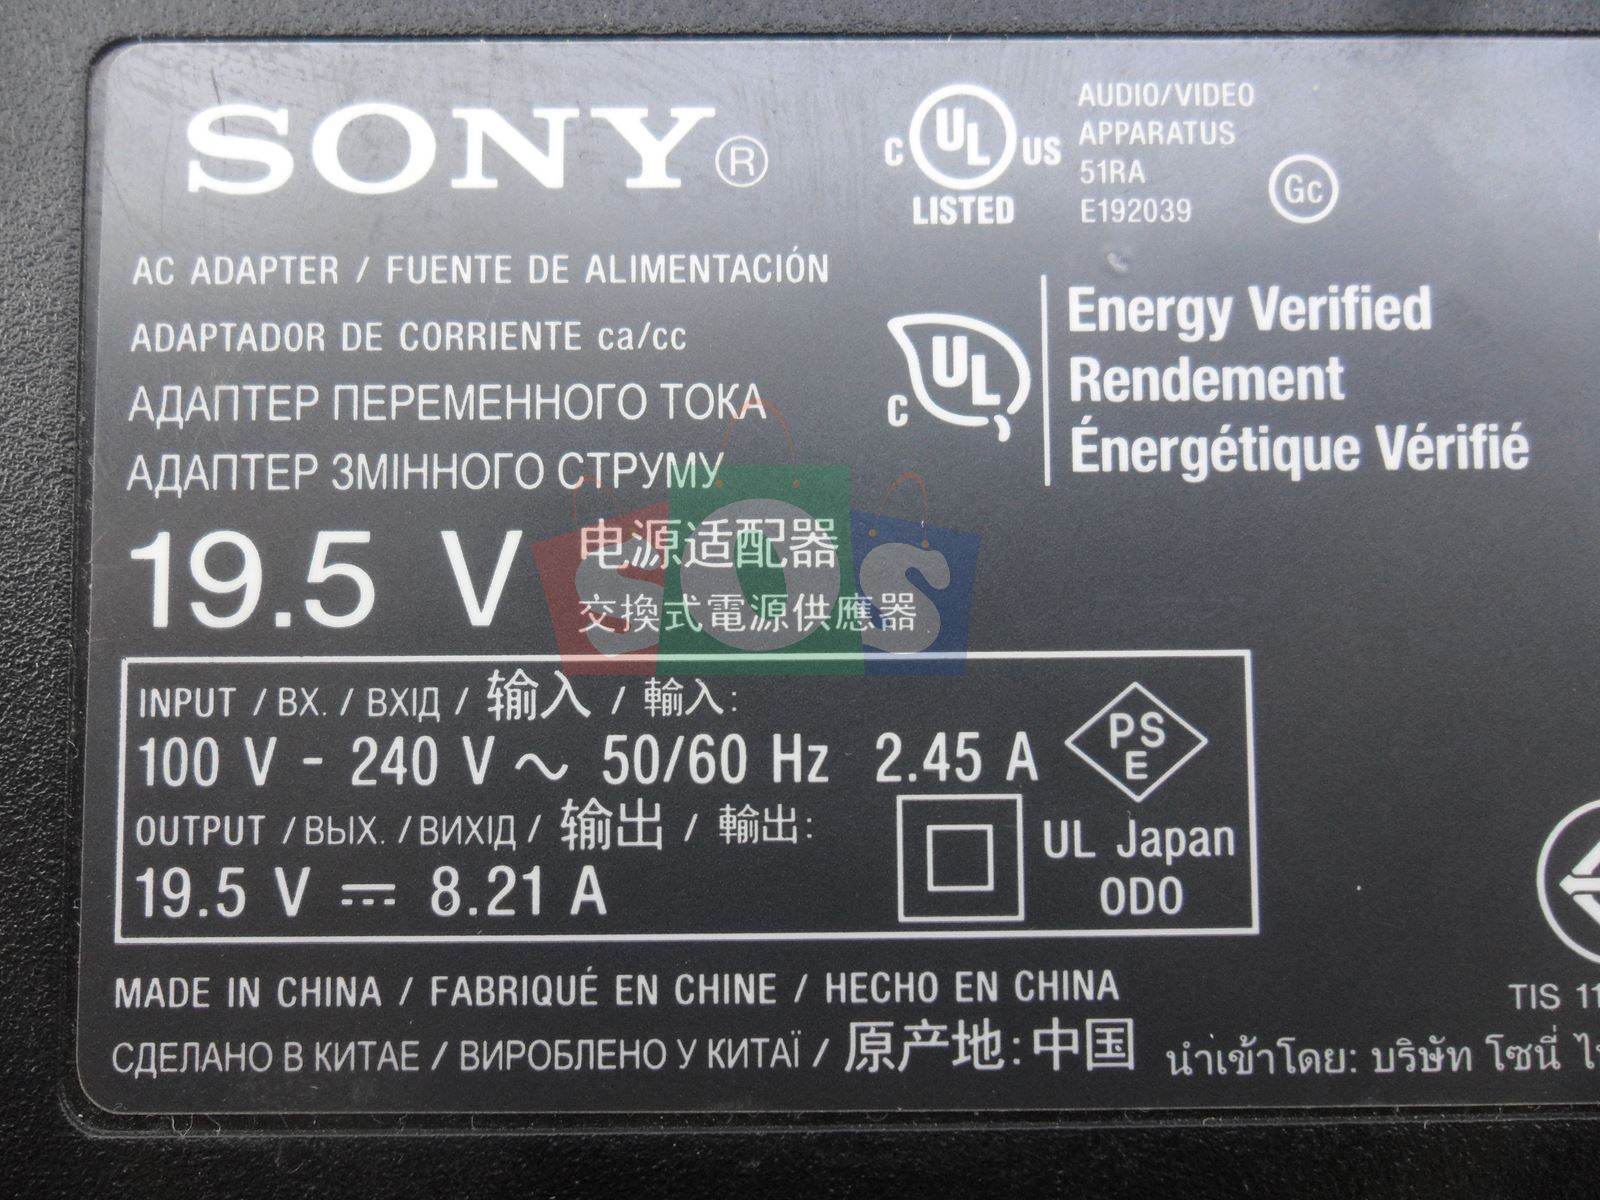 SONY®
C UL US
LISTED
AUDIO/VIDEO
APPARATUS
51RA
E192039
Gc
AC ADAPTER / FUENTE DE ALIMENTACIÓN
ADAPTADOR DE CORRIENTE ca/cc
АДАПТЕР ПЕРЕМЕННОГО ТОКА
АДАПТЕР ЗМІННОГО СТРУМУ
C UL
Energy Verified
Rendement
Énergétique Vérifié
19.5 V
电源适配器
交換式電源供應器
SOS
INPUT / ВХ. / ВХІД / 输入 / 輸入:
100 V - 240 V ~ 50/60 Hz 2.45 A
OUTPUT / ВЫХ. / ВИХІД / 输出 / 輸出:
19.5 V ⎓ 8.21 A
PS
E
UL Japan
ODO
MADE IN CHINA / FABRIQUÉ EN CHINE / HECHO EN CHINA
СДЕЛАНО В КИТАЕ / ВИРОБЛЕНО У КИТАЇ / 原产地: 中国
TIS 11
นำเข้าโดย: บริษัท โซนี่